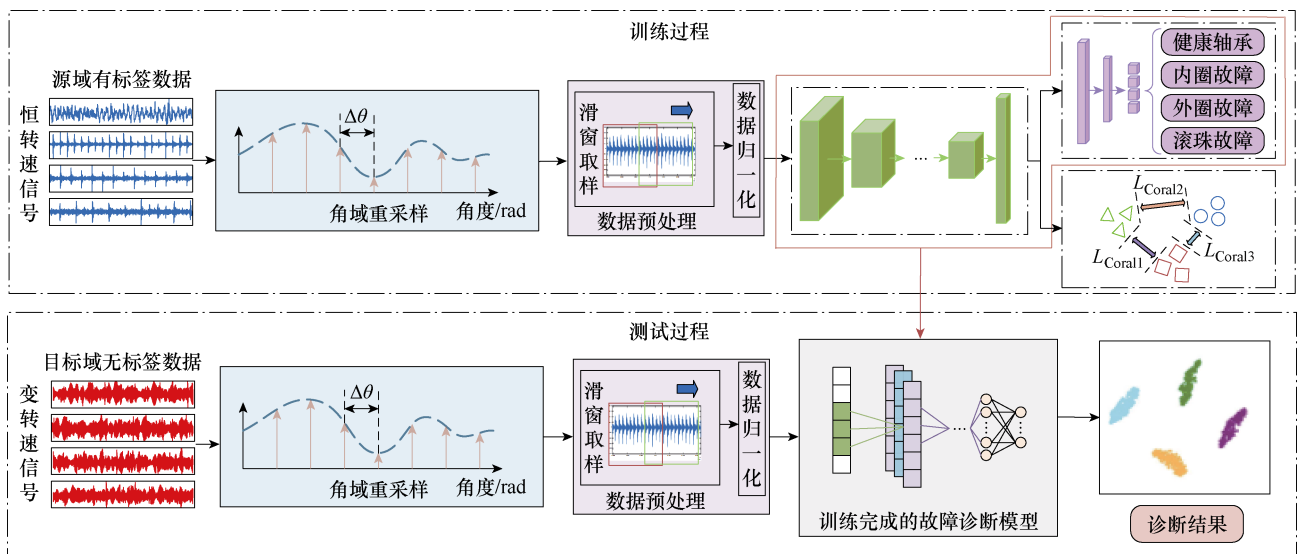 训练过程
源域有标签数据
恒转速信号
Δθ
角域重采样
角度/rad
滑窗取样
数据归一化
数据预处理
...
健康轴承
内圈故障
外圈故障
滚珠故障
L_Coral2
L_Coral1
L_Coral3
测试过程
目标域无标签数据
变转速信号
Δθ
角域重采样
角度/rad
滑窗取样
数据归一化
数据预处理
...
训练完成的故障诊断模型
诊断结果